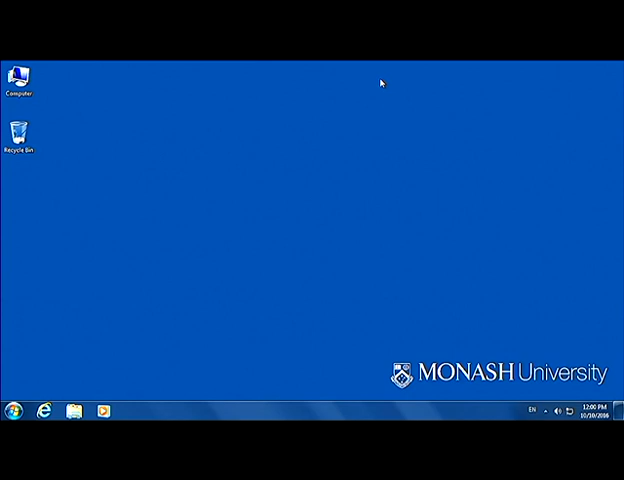 Computer
Recycle Bin
MONASH University
EN
12:00 PM
10/10/2016